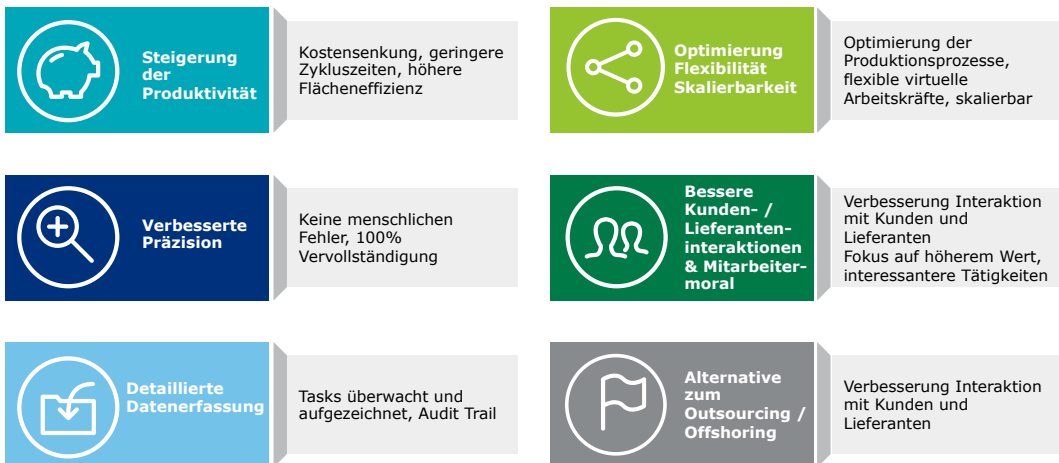 Steigerung
der
Produktivität
Kostensenkung, geringere
Zykluszeiten, höhere
Flächeneffizienz
Optimierung
Flexibilität
Skalierbarkeit
Optimierung der
Produktionsprozesse,
flexible virtuelle
Arbeitskräfte, skalierbar
Verbesserte
Präzision
Keine menschlichen
Fehler, 100%
Vervollständigung
Bessere
Kunden- /
Lieferanten-
interaktionen
& Mitarbeiter-
moral
Verbesserung Interaktion
mit Kunden und
Lieferanten
Fokus auf höherem Wert,
interessantere Tätigkeiten
Detaillierte
Datenerfassung
Tasks überwacht und
aufgezeichnet, Audit Trail
Alternative
zum
Outsourcing /
Offshoring
Verbesserung Interaktion
mit Kunden und
Lieferanten